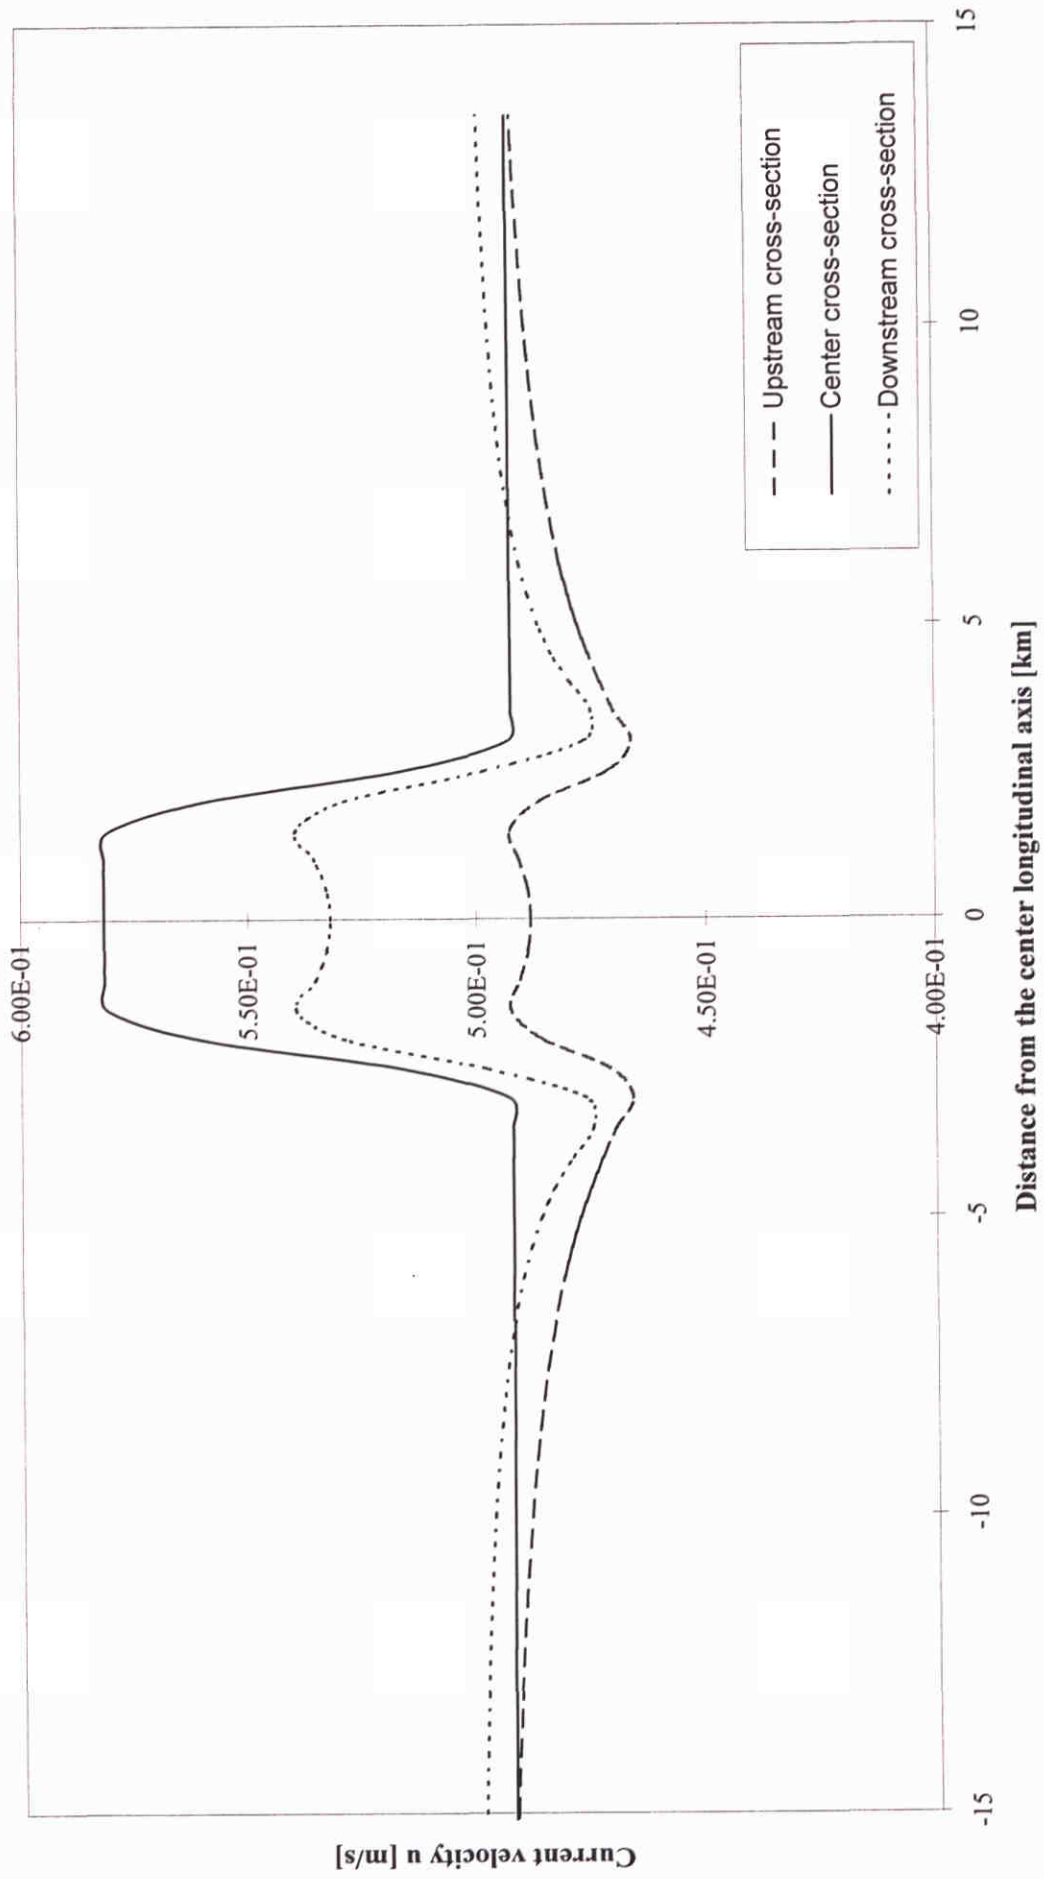 Current velocity u [m/s]
6.00E-01
5.50E-01
5.00E-01
4.50E-01
4.00E-01
-15
-10
-5
0
5
10
15
Distance from the center longitudinal axis [km]
Upstream cross-section
Center cross-section
Downstream cross-section